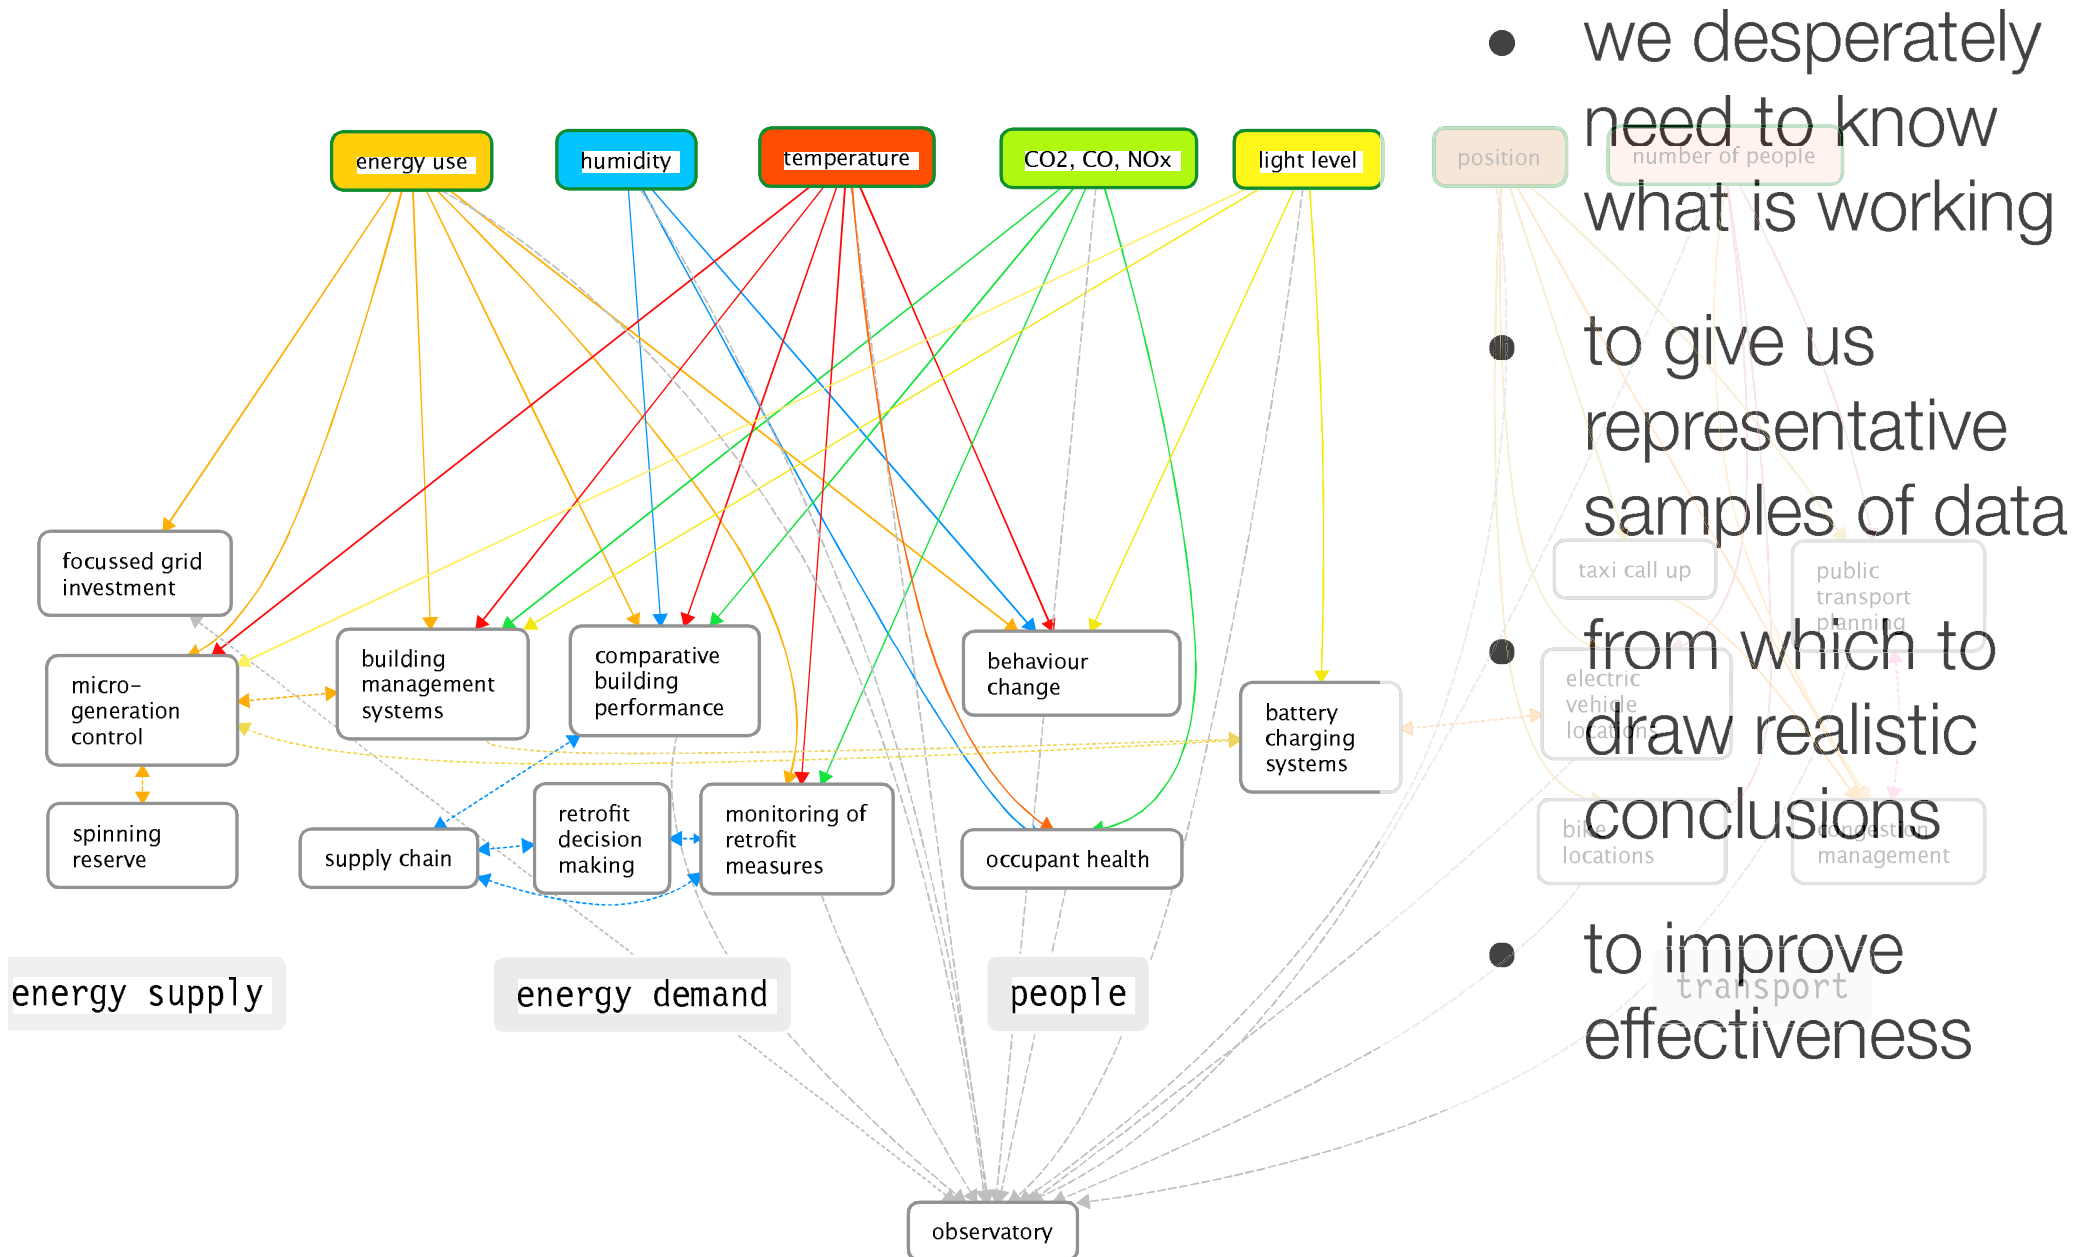 we desperately
need to know
what is working
to give us
representative
samples of data
from which to
draw realistic
conclusions
to improve
effectiveness
energy use
humidity
temperature
CO2, CO, NOx
light level
position
number of people
focussed grid
investment
micro-
generation
control
spinning
reserve
building
management
systems
comparative
building
performance
supply chain
retrofit
decision
making
monitoring of
retrofit
measures
behaviour
change
occupant health
battery
charging
systems
taxi call up
public
transport
planning
electric
vehicle
locations
bike
locations
congestion
management
energy supply
energy demand
people
transport
observatory